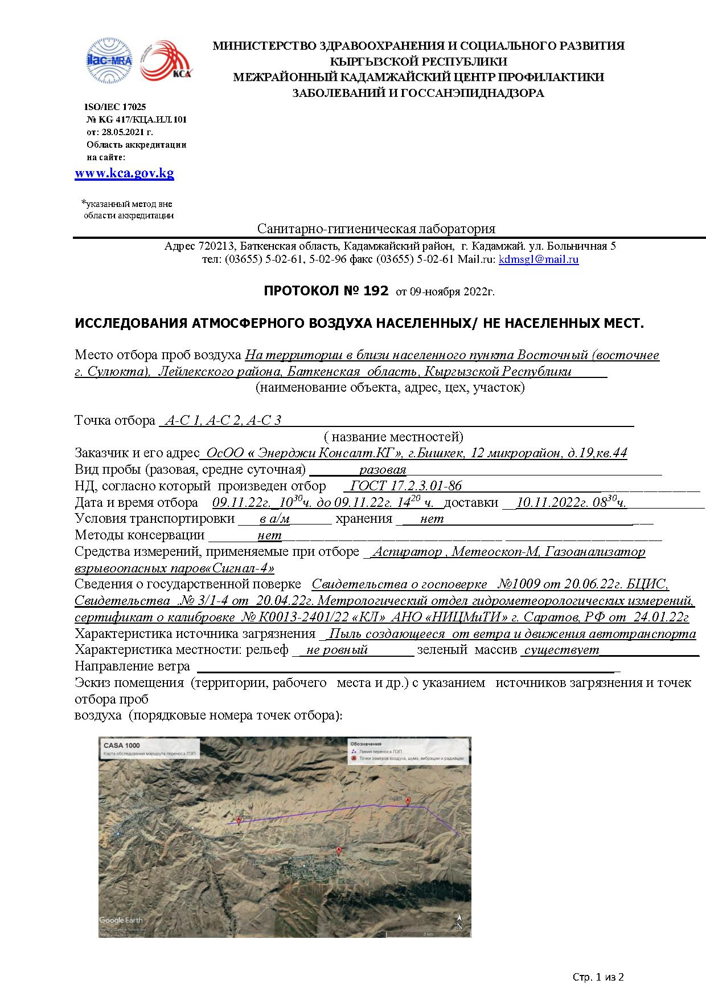 ilac-MRA
KCA
МИНИСТЕРСТВО ЗДРАВООХРАНЕНИЯ И СОЦИАЛЬНОГО РАЗВИТИЯ
КЫРГЫЗСКОЙ РЕСПУБЛИКИ
МЕЖРАЙОННЫЙ КАДАМЖАЙСКИЙ ЦЕНТР ПРОФИЛАКТИКИ
ЗАБОЛЕВАНИЙ И ГОССАНЭПИДНАДЗОРА
ISO/IEC 17025
№ KG 417/КЦА.ИЛ.101
от: 28.05.2021 г.
Область аккредитации
на сайте:
www.kca.gov.kg
*указанный метод вне
области аккредитации
Санитарно-гигиеническая лаборатория
Адрес 720213, Баткенская область, Кадамжайский район, г. Кадамжай. ул. Больничная 5
тел: (03655) 5-02-61, 5-02-96 факс (03655) 5-02-61 Mail.ru: kdmsgl@mail.ru
ПРОТОКОЛ № 192 от 09-ноября 2022г.
ИССЛЕДОВАНИЯ АТМОСФЕРНОГО ВОЗДУХА НАСЕЛЕННЫХ/ НЕ НАСЕЛЕННЫХ МЕСТ.
Место отбора проб воздуха На территории в близи населенного пункта Восточный (восточнее
г. Сулюкта), Лейлекского района, Баткенская область, Кыргызской Республики
(наименование объекта, адрес, цех, участок)
Точка отбора А-С 1, А-С 2, А-С 3
( название местностей)
Заказчик и его адрес ОсОО « Энерджи Консалт.КГ», г.Бишкек, 12 микрорайон, д.19,кв.44
Вид пробы (разовая, средне суточная) разовая
НД, согласно который произведен отбор ГОСТ 17.2.3.01-86
Дата и время отбора 09.11.22г. 10³⁰ч. до 09.11.22г. 14²⁰ ч. доставки 10.11.2022г. 08³⁰ч.
Условия транспортировки в а/м хранения нет
Методы консервации нет
Средства измерений, применяемые при отборе Аспиратор , Метеоскоп-М, Газоанализатор
взрывоопасных паров«Сигнал-4»
Сведения о государственной поверке Свидетельства о госповерке №1009 от 20.06.22г. БЦИС,
Свидетельства .№ 3/1-4 от 20.04.22г. Метрологический отдел гидрометеорологических измерений,
сертификат о калибровке № К0013-2401/22 «КЛ» АНО «НИЦМиТИ» г. Саратов, РФ от 24.01.22г
Характеристика источника загрязнения Пыль создающееся от ветра и движения автотранспорта
Характеристика местности: рельеф не ровный зеленый массив существует
Направление ветра
Эскиз помещения (территории, рабочего места и др.) с указанием источников загрязнения и точек
отбора проб
воздуха (порядковые номера точек отбора):
CASA 1000
Карта обследования маршрута переноса ЛЭП
Обозначения
Линия переноса ЛЭП
Точки замеров воздуха, шума, вибрации и радиации
Google Earth
N
3 km
Стр. 1 из 2